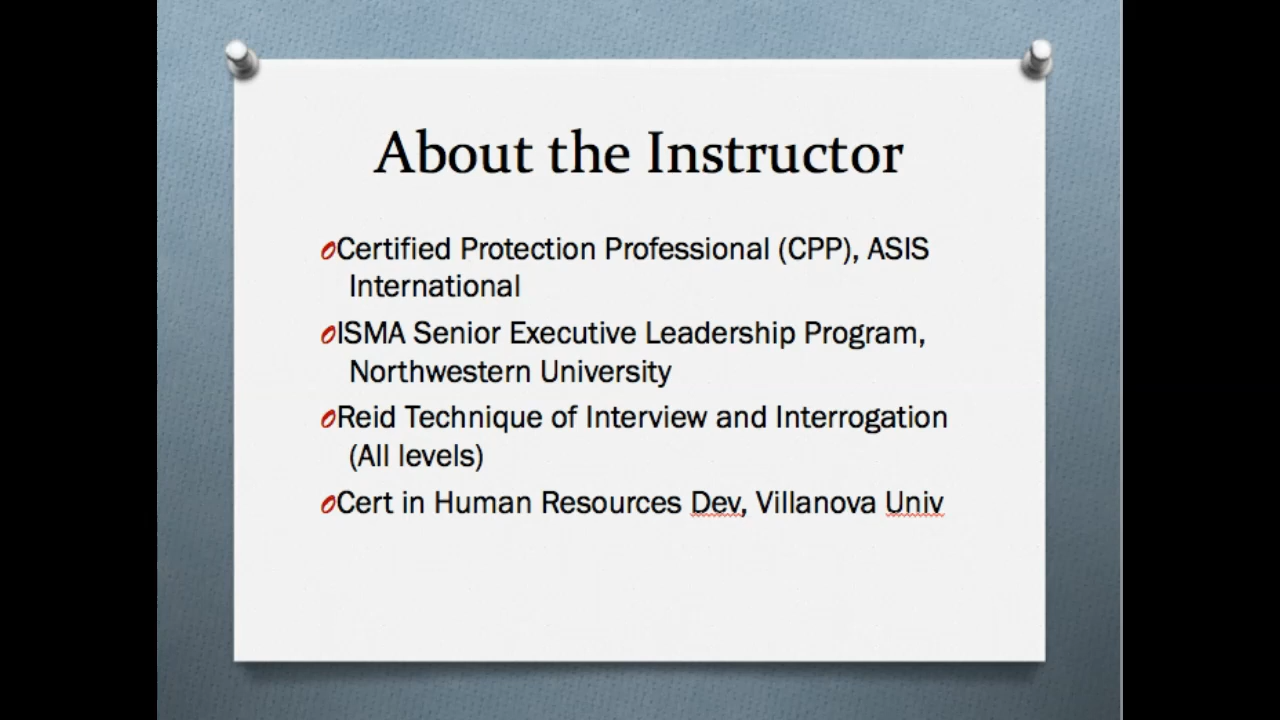 About the Instructor
Certified Protection Professional (CPP), ASIS
International
ISMA Senior Executive Leadership Program,
Northwestern University
Reid Technique of Interview and Interrogation
(All levels)
Cert in Human Resources Dev, Villanova Univ